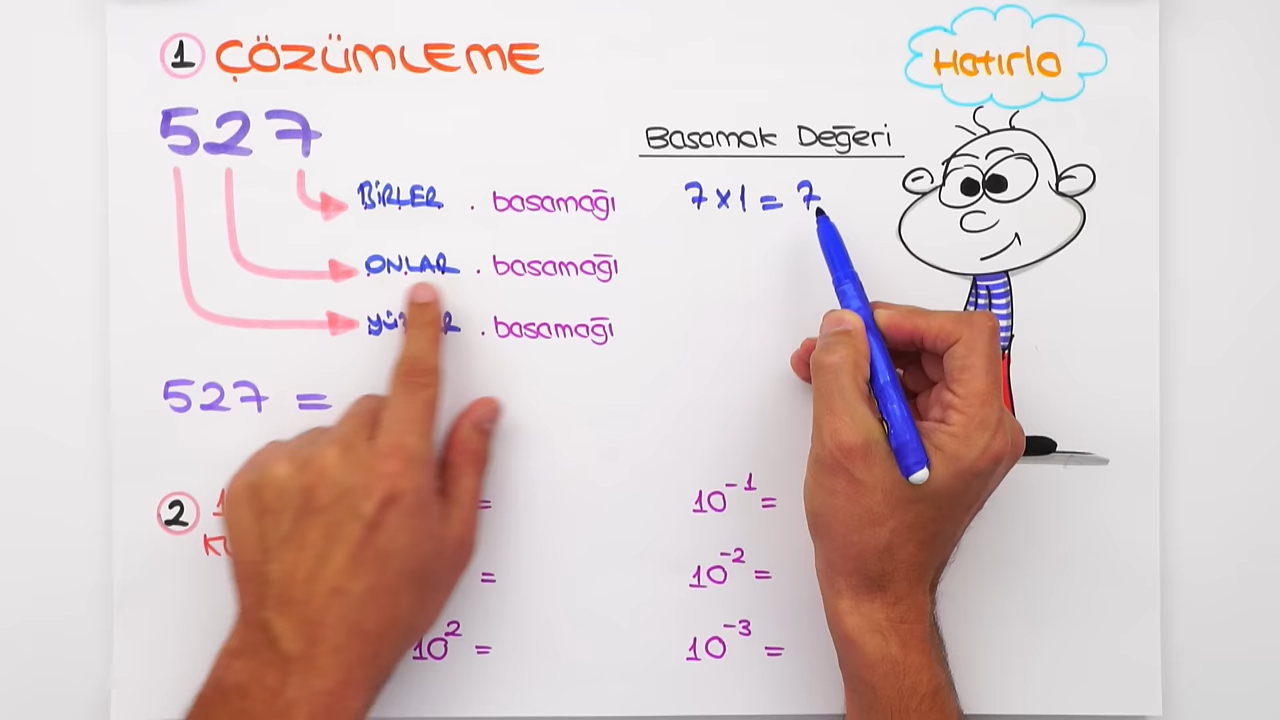 1 ÇÖZÜMLEME
Hatırla
527
Basamak Değeri
BİRLER . basamağı
7 x 1 = 7
ONLAR . basamağı
. basamağı
527 =
2
=
10⁻¹ =
=
10⁻² =
10² =
10⁻³ =